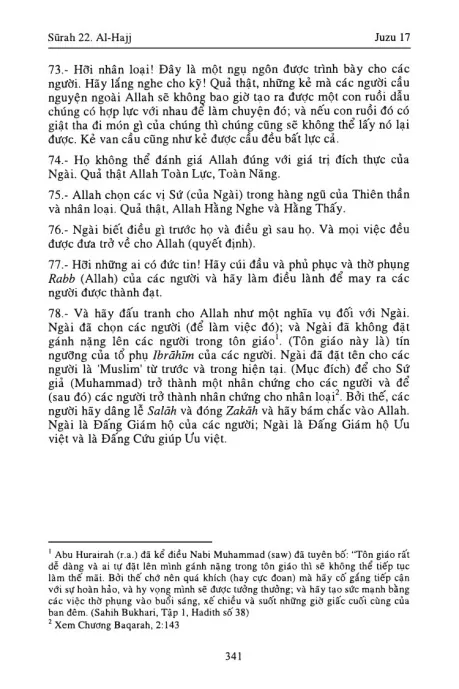 Sūrah 22. Al-Hajj Juzu 17
73.- Hỡi nhân loại! Đây là một ngụ ngôn được trình bày cho các
người. Hãy lắng nghe cho kỹ! Quả thật, những kẻ mà các người cầu
nguyện ngoài Allah sẽ không bao giờ tạo ra được một con ruồi dẫu
chúng có hợp lực với nhau để làm chuyện đó; và nếu con ruồi đó có
giật tha đi món gì của chúng thì chúng cũng sẽ không thể lấy nó lại
được. Kẻ van cầu cũng như kẻ được cầu đều bất lực cả.
74.- Họ không thể đánh giá Allah đúng với giá trị đích thực của
Ngài. Quả thật Allah Toàn Lực, Toàn Năng.
75.- Allah chọn các vị Sứ (của Ngài) trong hàng ngũ của Thiên thần
và nhân loại. Quả thật, Allah Hằng Nghe và Hằng Thấy.
76.- Ngài biết điều gì trước họ và điều gì sau họ. Và mọi việc đều
được đưa trở về cho Allah (quyết định).
77.- Hỡi những ai có đức tin! Hãy cúi đầu và phủ phục và thờ phụng
Rabb (Allah) của các người và hãy làm điều lành để may ra các
người được thành đạt.
78.- Và hãy đấu tranh cho Allah như một nghĩa vụ đối với Ngài.
Ngài đã chọn các người (để làm việc đó); và Ngài đã không đặt
gánh nặng lên các người trong tôn giáo¹. (Tôn giáo này là) tín
ngưỡng của tổ phụ Ibrāhīm của các người. Ngài đã đặt tên cho các
người là 'Muslim' từ trước và trong hiện tại. (Mục đích) để cho Sứ
giả (Muhammad) trở thành một nhân chứng cho các người và để
(sau đó) các người trở thành nhân chứng cho nhân loại². Bởi thế, các
người hãy dâng lễ Salāh và đóng Zakāh và hãy bám chắc vào Allah.
Ngài là Đấng Giám hộ của các người; Ngài là Đấng Giám hộ Ưu
việt và là Đấng Cứu giúp Ưu việt.
¹ Abu Hurairah (r.a.) đã kể điều Nabi Muhammad (saw) đã tuyên bố: "Tôn giáo rất
dễ dàng và ai tự đặt lên mình gánh nặng trong tôn giáo thì sẽ không thể tiếp tục
làm thế mãi. Bởi thế chớ nên quá khích (hay cực đoan) mà hãy cố gắng tiếp cận
với sự hoàn hảo, và hy vọng mình sẽ được tưởng thưởng; và hãy tạo sức mạnh bằng
các việc thờ phụng vào buổi sáng, xế chiều và suốt những giờ giấc cuối cùng của
ban đêm. (Sahih Bukhari, Tập 1, Hadith số 38)
² Xem Chương Baqarah, 2:143
341